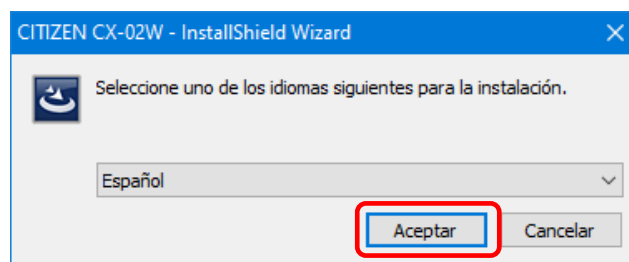 CITIZEN CX-02W - InstallShield Wizard
Seleccione uno de los idiomas siguientes para la instalación.
Español
Aceptar Cancelar